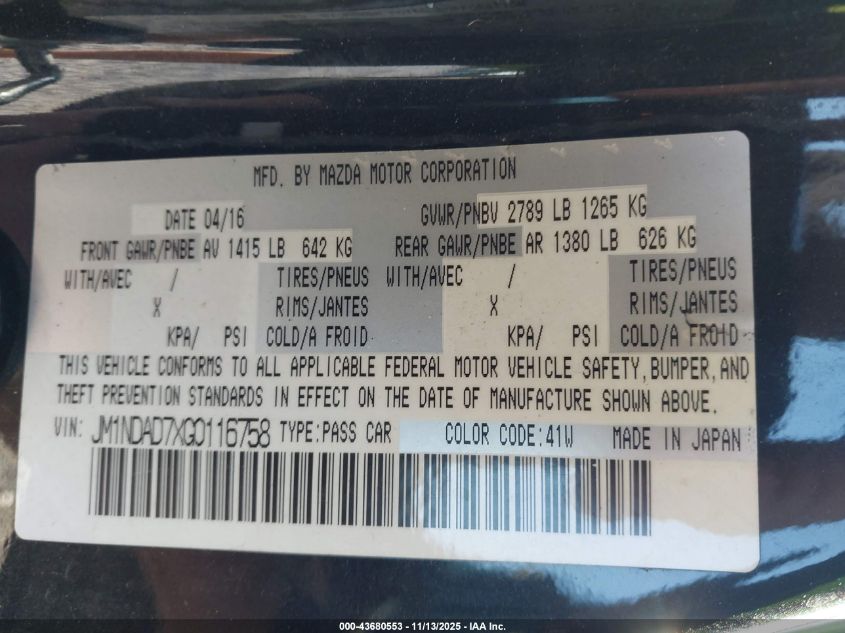 MFD. BY MAZDA MOTOR CORPORATION
DATE 04/16 GVWR/PNBV 2789 LB 1265 KG
FRONT GAWR/PNBE AV 1415 LB 642 KG REAR GAWR/PNBE AR 1380 LB 626 KG
WITH/AVEC / TIRES/PNEUS WITH/AVEC / TIRES/PNEUS
X RIMS/JANTES X RIMS/JANTES
KPA/ PSI COLD/A FROID KPA/ PSI COLD/A FROID
THIS VEHICLE CONFORMS TO ALL APPLICABLE FEDERAL MOTOR VEHICLE SAFETY, BUMPER, AND
THEFT PREVENTION STANDARDS IN EFFECT ON THE DATE OF MANUFACTURE SHOWN ABOVE.
VIN: JM1NDAD7XG0116758 TYPE:PASS CAR COLOR CODE:41W MADE IN JAPAN
000-43680553 - 11/13/2025 - IAA Inc.